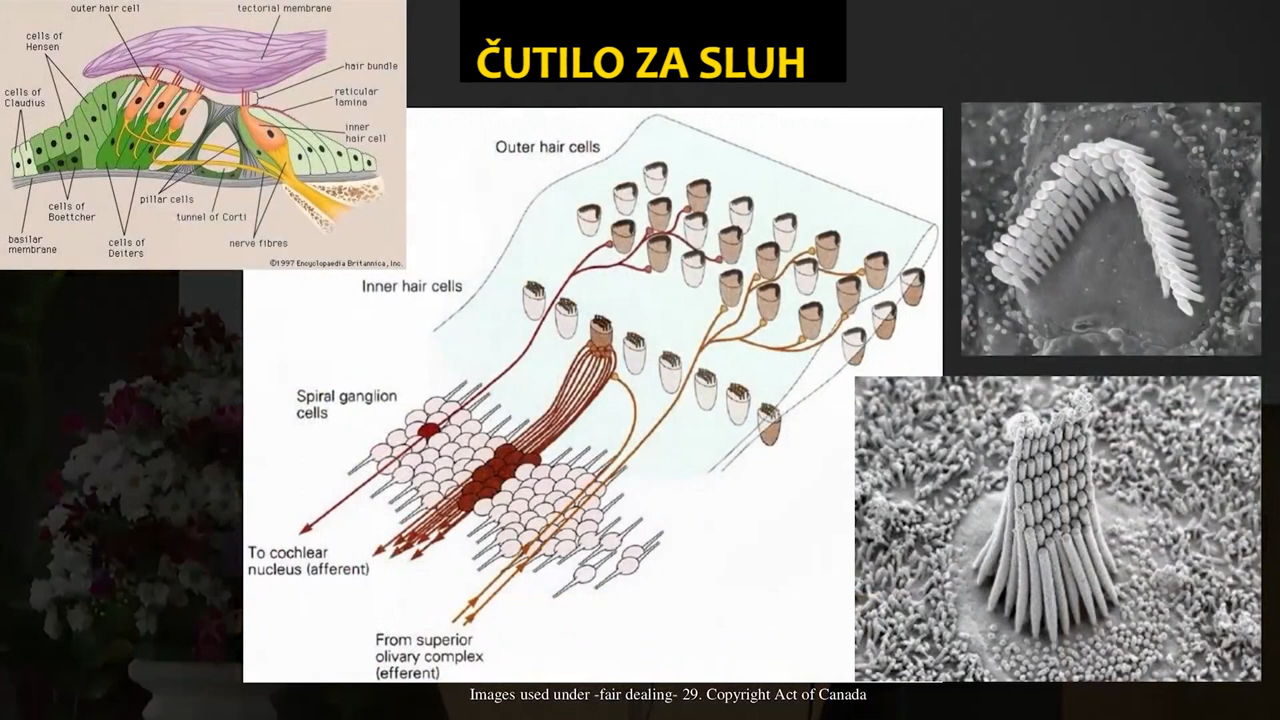 ČUTILO ZA SLUH
outer hair cell
tectorial membrane
cells of
Hensen
hair bundle
cells of
Claudius
reticular
lamina
inner
hair cell
pillar cells
cells of
Boettcher
tunnel of Corti
basilar
membrane
cells of
Deiters
nerve fibres
©1997 Encyclopaedia Britannica, Inc.
Outer hair cells
Inner hair cells
Spiral ganglion
cells
To cochlear
nucleus (afferent)
From superior
olivary complex
(efferent)
Images used under -fair dealing- 29. Copyright Act of Canada